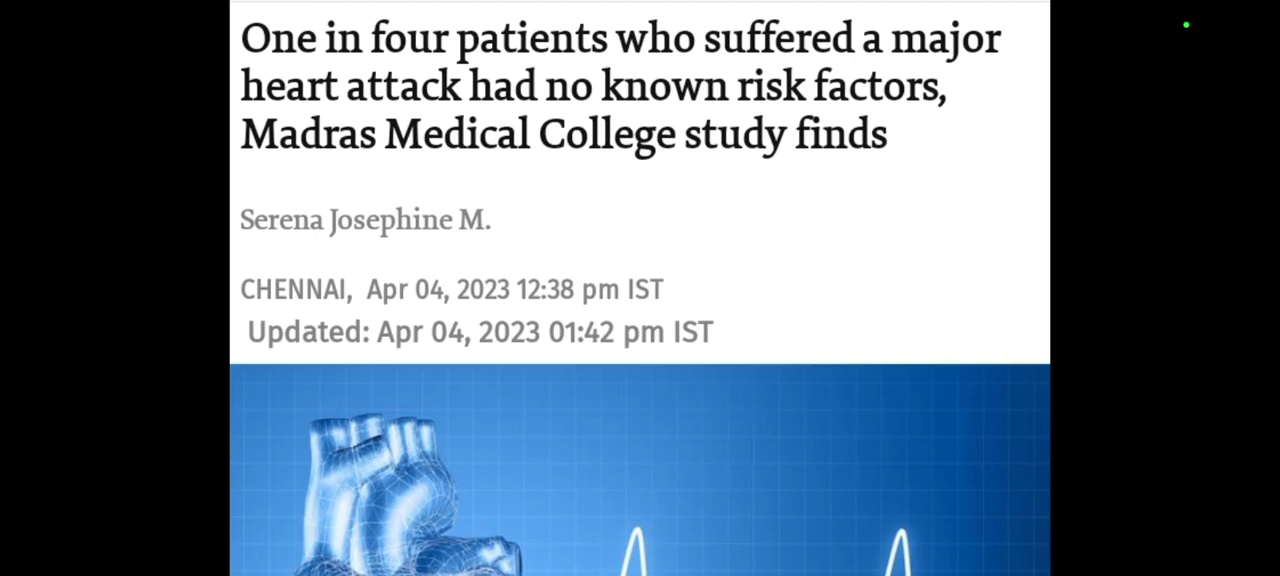 One in four patients who suffered a major
heart attack had no known risk factors,
Madras Medical College study finds
Serena Josephine M.
CHENNAI, Apr 04, 2023 12:38 pm IST
Updated: Apr 04, 2023 01:42 pm IST